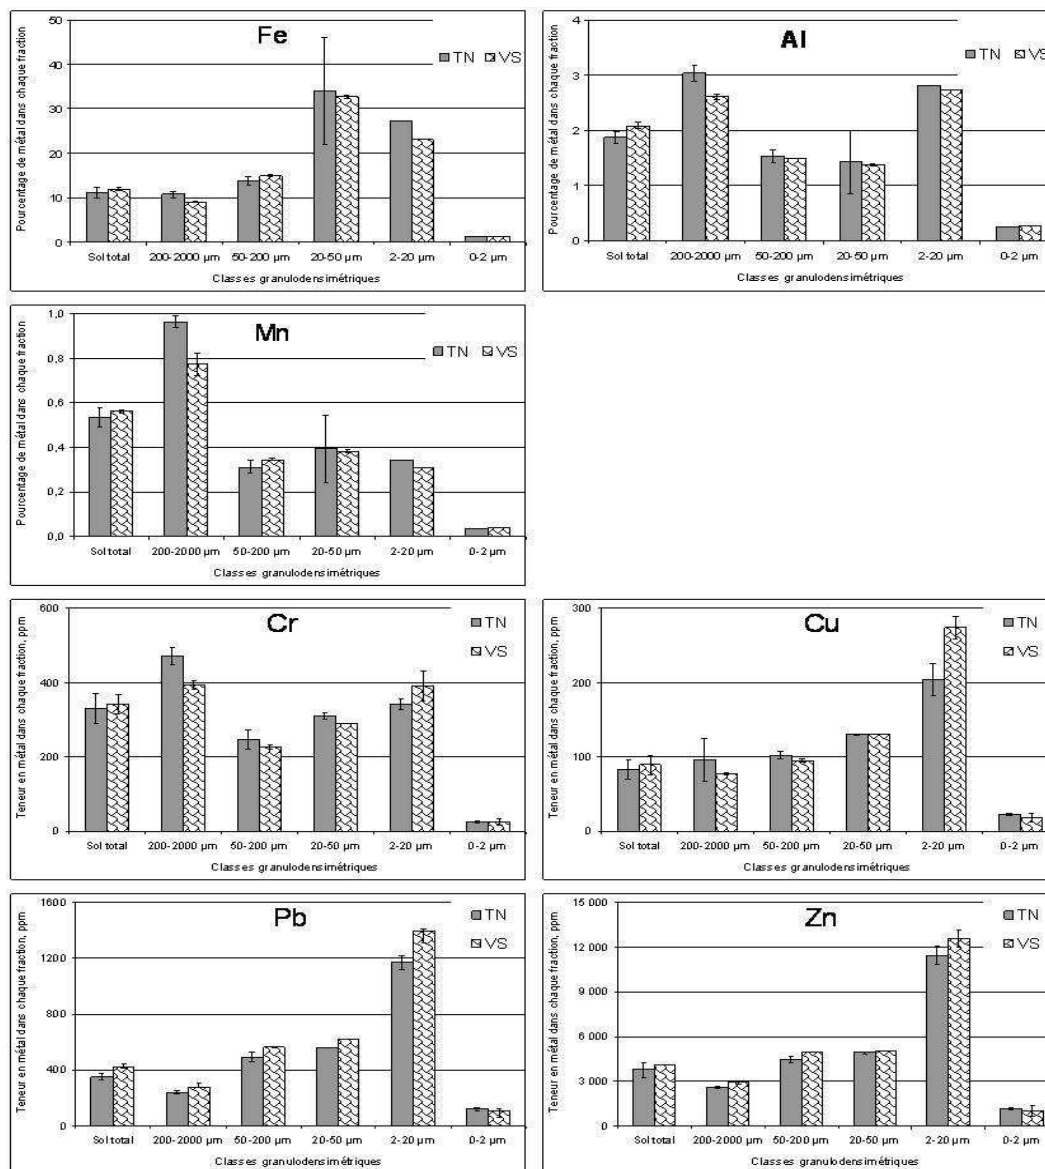 Fe
TN VS
Pourcentage de métal dans chaque fraction
50
40
30
20
10
0
Sol total 200-2000 µm 50-200 µm 20-50 µm 2-20 µm 0-2 µm
Classes granulodensimétriques
Al
TN VS
Pourcentage de métal dans chaque fraction
4
3
2
1
0
Sol total 200-2000 µm 50-200 µm 20-50 µm 2-20 µm 0-2 µm
Classes granulodensimétriques
Mn
TN VS
Pourcentage de métal dans chaque fraction
1,0
0,8
0,6
0,4
0,2
0,0
Sol total 200-2000 µm 50-200 µm 20-50 µm 2-20 µm 0-2 µm
Classes granulodensimétriques
Cr
TN
VS
Teneur en métal dans chaque fraction, ppm
600
400
200
0
Sol total 200-2000 µm 50-200 µm 20-50 µm 2-20 µm 0-2 µm
Classes granulodensimétriques
Cu
TN
VS
Teneur en métal dans chaque fraction, ppm
300
200
100
0
Sol total 200-2000 µm 50-200 µm 20-50 µm 2-20 µm 0-2 µm
Classes granulodensimétriques
Pb
TN
VS
Teneur en métal dans chaque fraction, ppm
1600
1200
800
400
0
Sol total 200-2000 µm 50-200 µm 20-50 µm 2-20 µm 0-2 µm
Classes granulodensimétriques
Zn
TN
VS
Teneur en métal dans chaque fraction, ppm
15 000
12 000
9 000
6 000
3 000
0
Sol total 200-2000 µm 50-200 µm 20-50 µm 2-20 µm 0-2 µm
Classes granulodensimétriques